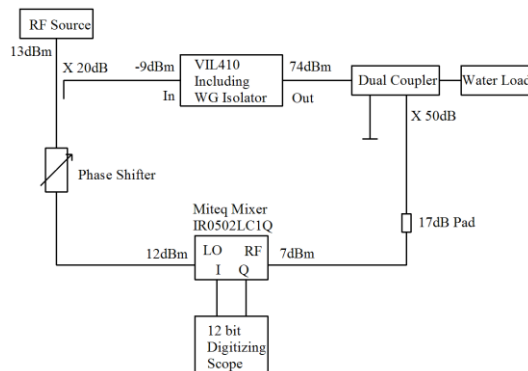 RF Source
13dBm
X 20dB
-9dBm
In
VIL410
Including
WG Isolator
74dBm
Out
Dual Coupler
Water Load
X 50dB
Phase Shifter
17dB Pad
Miteq Mixer
IR0502LC1Q
12dBm
LO RF
I Q
7dBm
12 bit
Digitizing
Scope